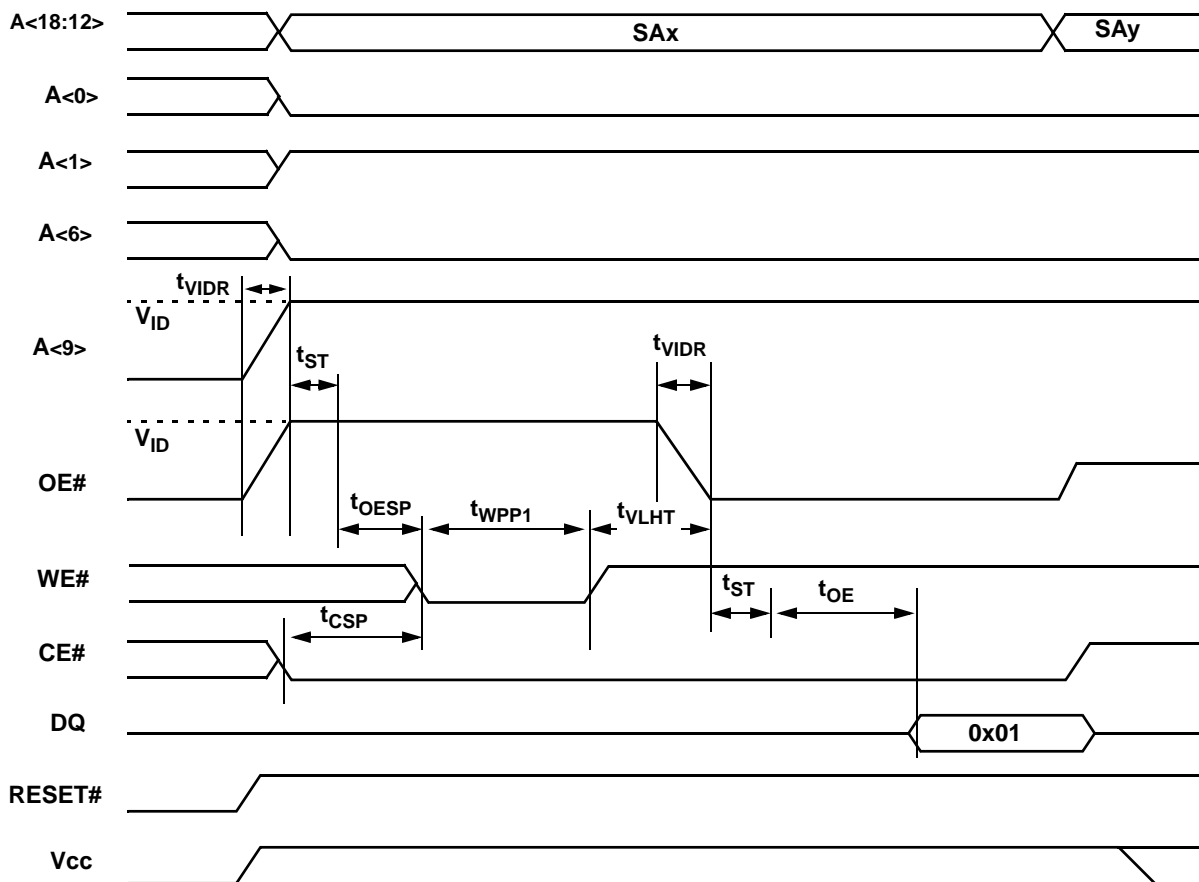 A<18:12> SAx SAy
A<0>
A<1>
A<6>
tVIDR
VID
A<9>
tST tVIDR
VID
OE#
tOESP tWPP1 tVLHT
WE#
tST tOE
tCSP
CE#
DQ 0x01
RESET#
Vcc